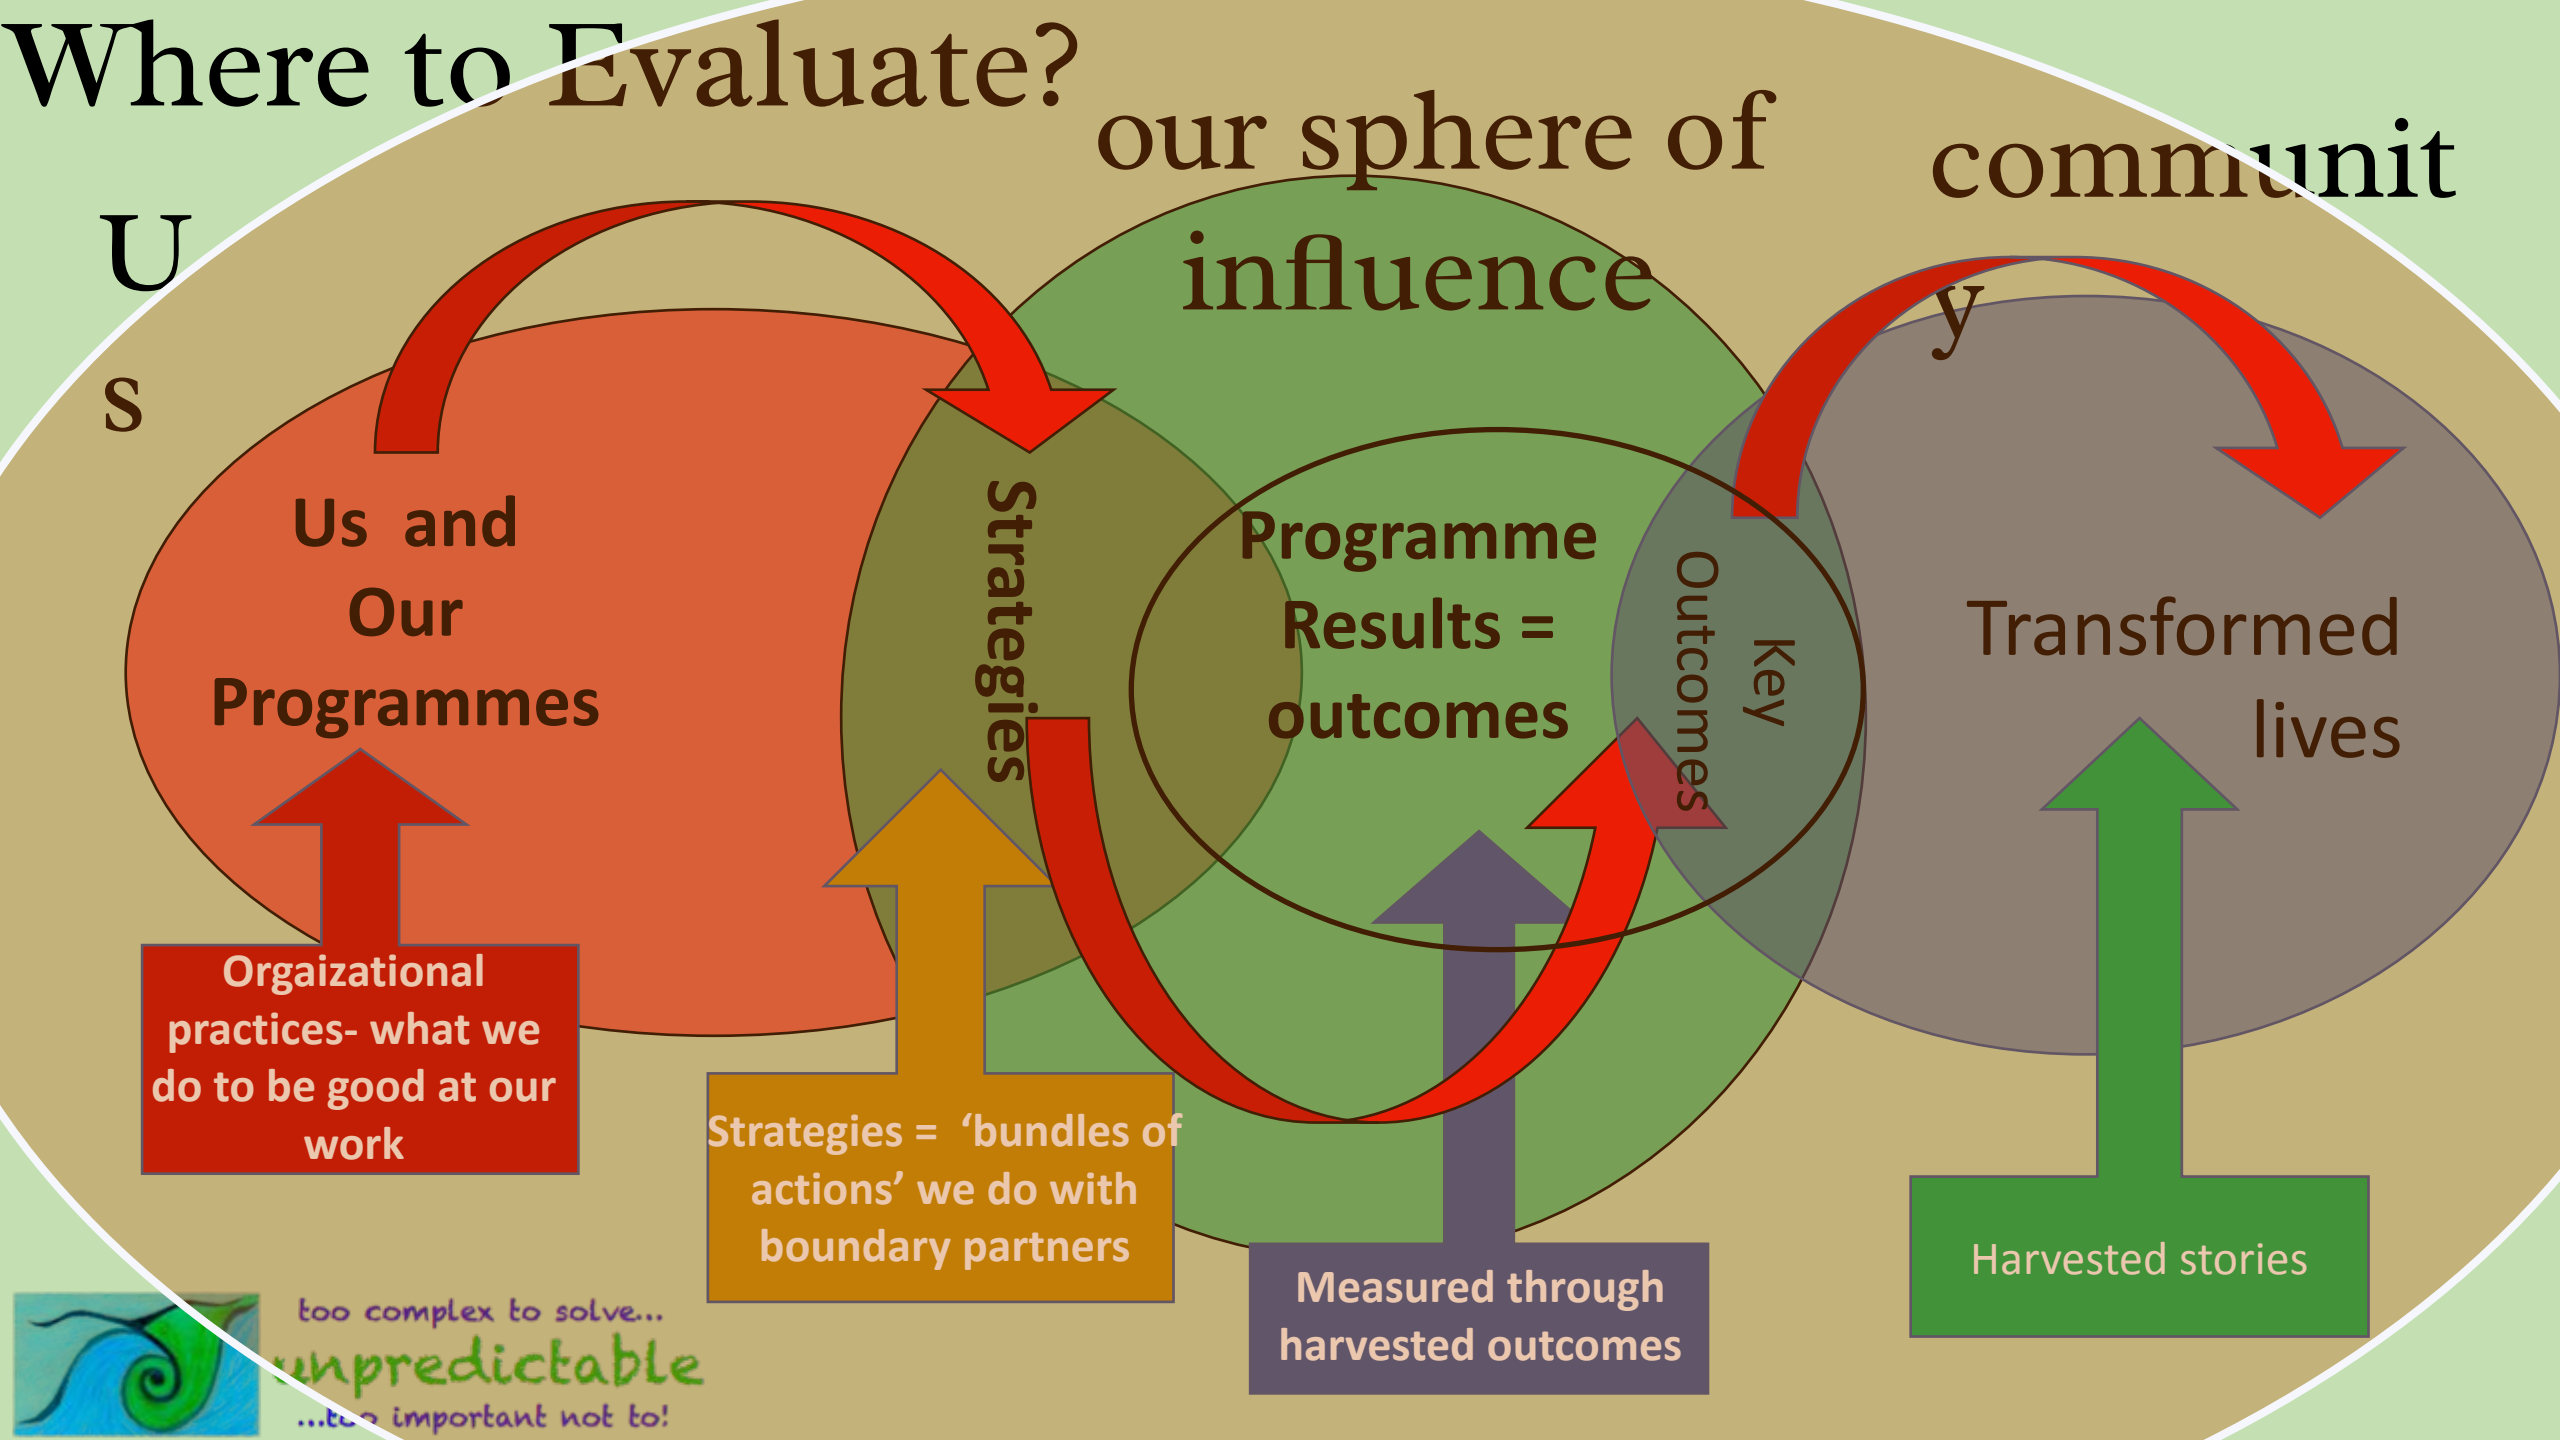 Where to Evaluate?
our sphere of
influence
communit
y
U
s
Us and
Our
Programmes
Strategies
Programme
Results =
outcomes
Key
Outcomes
Transformed
lives
Orgaizational
practices- what we
do to be good at our
work
Strategies = ‘bundles of
actions’ we do with
boundary partners
Measured through
harvested outcomes
Harvested stories
too complex to solve...
unpredictable
...too important not to!